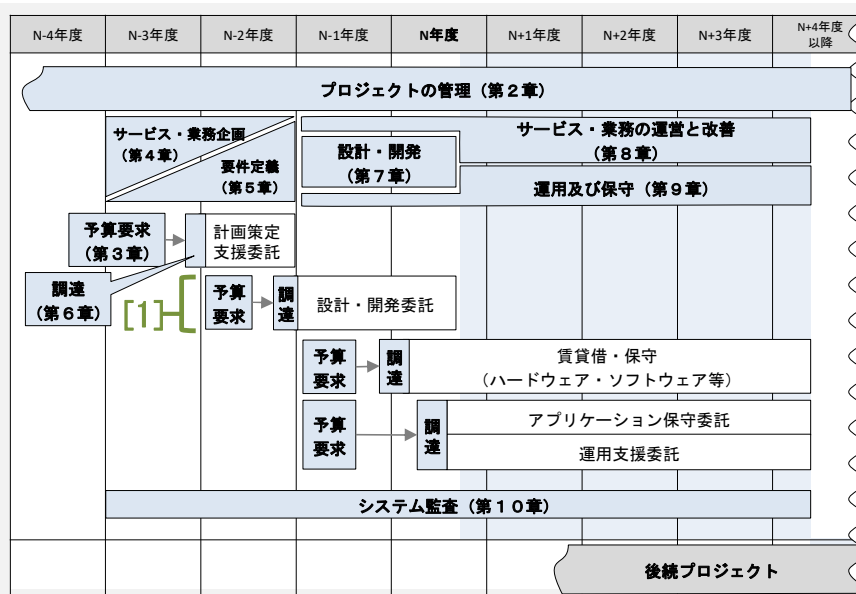 N-4年度
N-3年度
N-2年度
N-1年度
N年度
N+1年度
N+2年度
N+3年度
N+4年度
以降
プロジェクトの管理（第２章）
サービス・業務企画
（第４章）
要件定義
（第５章）
設計・開発
（第７章）
サービス・業務の運営と改善
（第８章）
運用及び保守（第９章）
予算要求
（第３章）
計画策定
支援委託
調達
（第６章）
[1]
予算
要求
調
達
設計・開発委託
予算
要求
調
達
賃貸借・保守
（ハードウェア・ソフトウェア等）
予算
要求
調
達
アプリケーション保守委託
運用支援委託
システム監査（第１０章）
後続プロジェクト